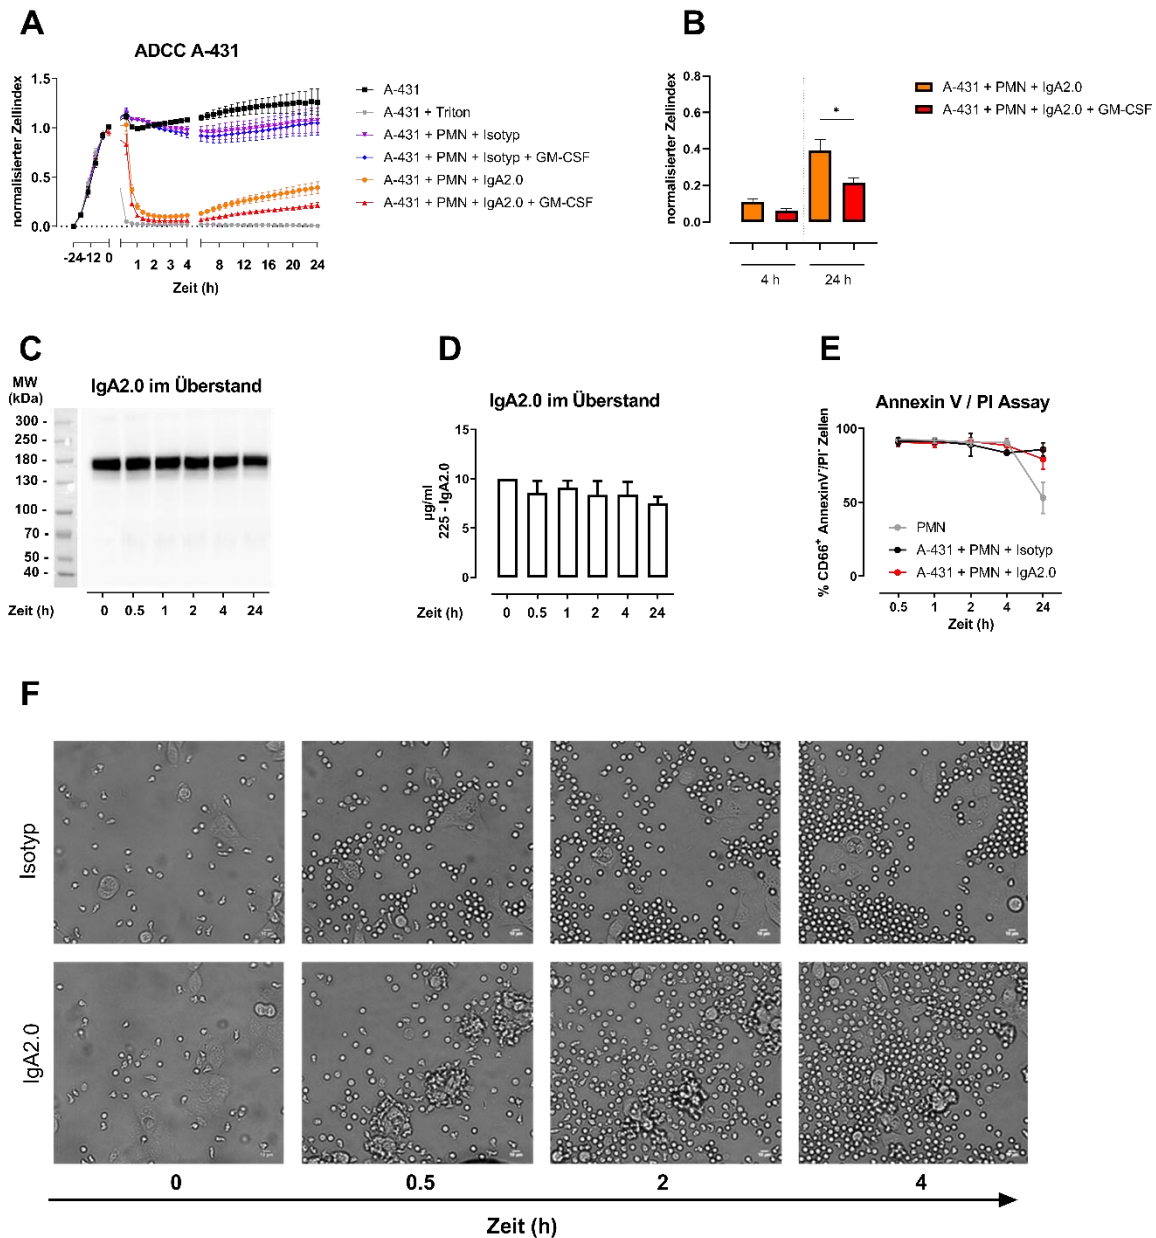 A
ADCC A-431
normalisierter Zellindex
1.5
1.0
0.5
0.0
-24
-12
0
1
2
3
4
8
12
16
20
24
Zeit (h)
A-431
A-431 + Triton
A-431 + PMN + Isotyp
A-431 + PMN + Isotyp + GM-CSF
A-431 + PMN + IgA2.0
A-431 + PMN + IgA2.0 + GM-CSF
B
normalisierter Zellindex
0.8
0.6
0.4
0.2
0.0
*
4 h
24 h
A-431 + PMN + IgA2.0
A-431 + PMN + IgA2.0 + GM-CSF
C
MW
(kDa)
IgA2.0 im Überstand
300 -
250 -
180 -
130 -
100 -
70 -
50 -
40 -
Zeit (h) 0 0.5 1 2 4 24
D
IgA2.0 im Überstand
µg/ml
225 - IgA2.0
15
10
5
0
Zeit (h) 0 0.5 1 2 4 24
E
Annexin V / PI Assay
% CD66⁺ AnnexinV⁻/PI⁻ Zellen
100
50
0
PMN
A-431 + PMN + Isotyp
A-431 + PMN + IgA2.0
0.5 1 2 4 24
Zeit (h)
F
Isotyp
IgA2.0
0 0.5 2 4
Zeit (h)